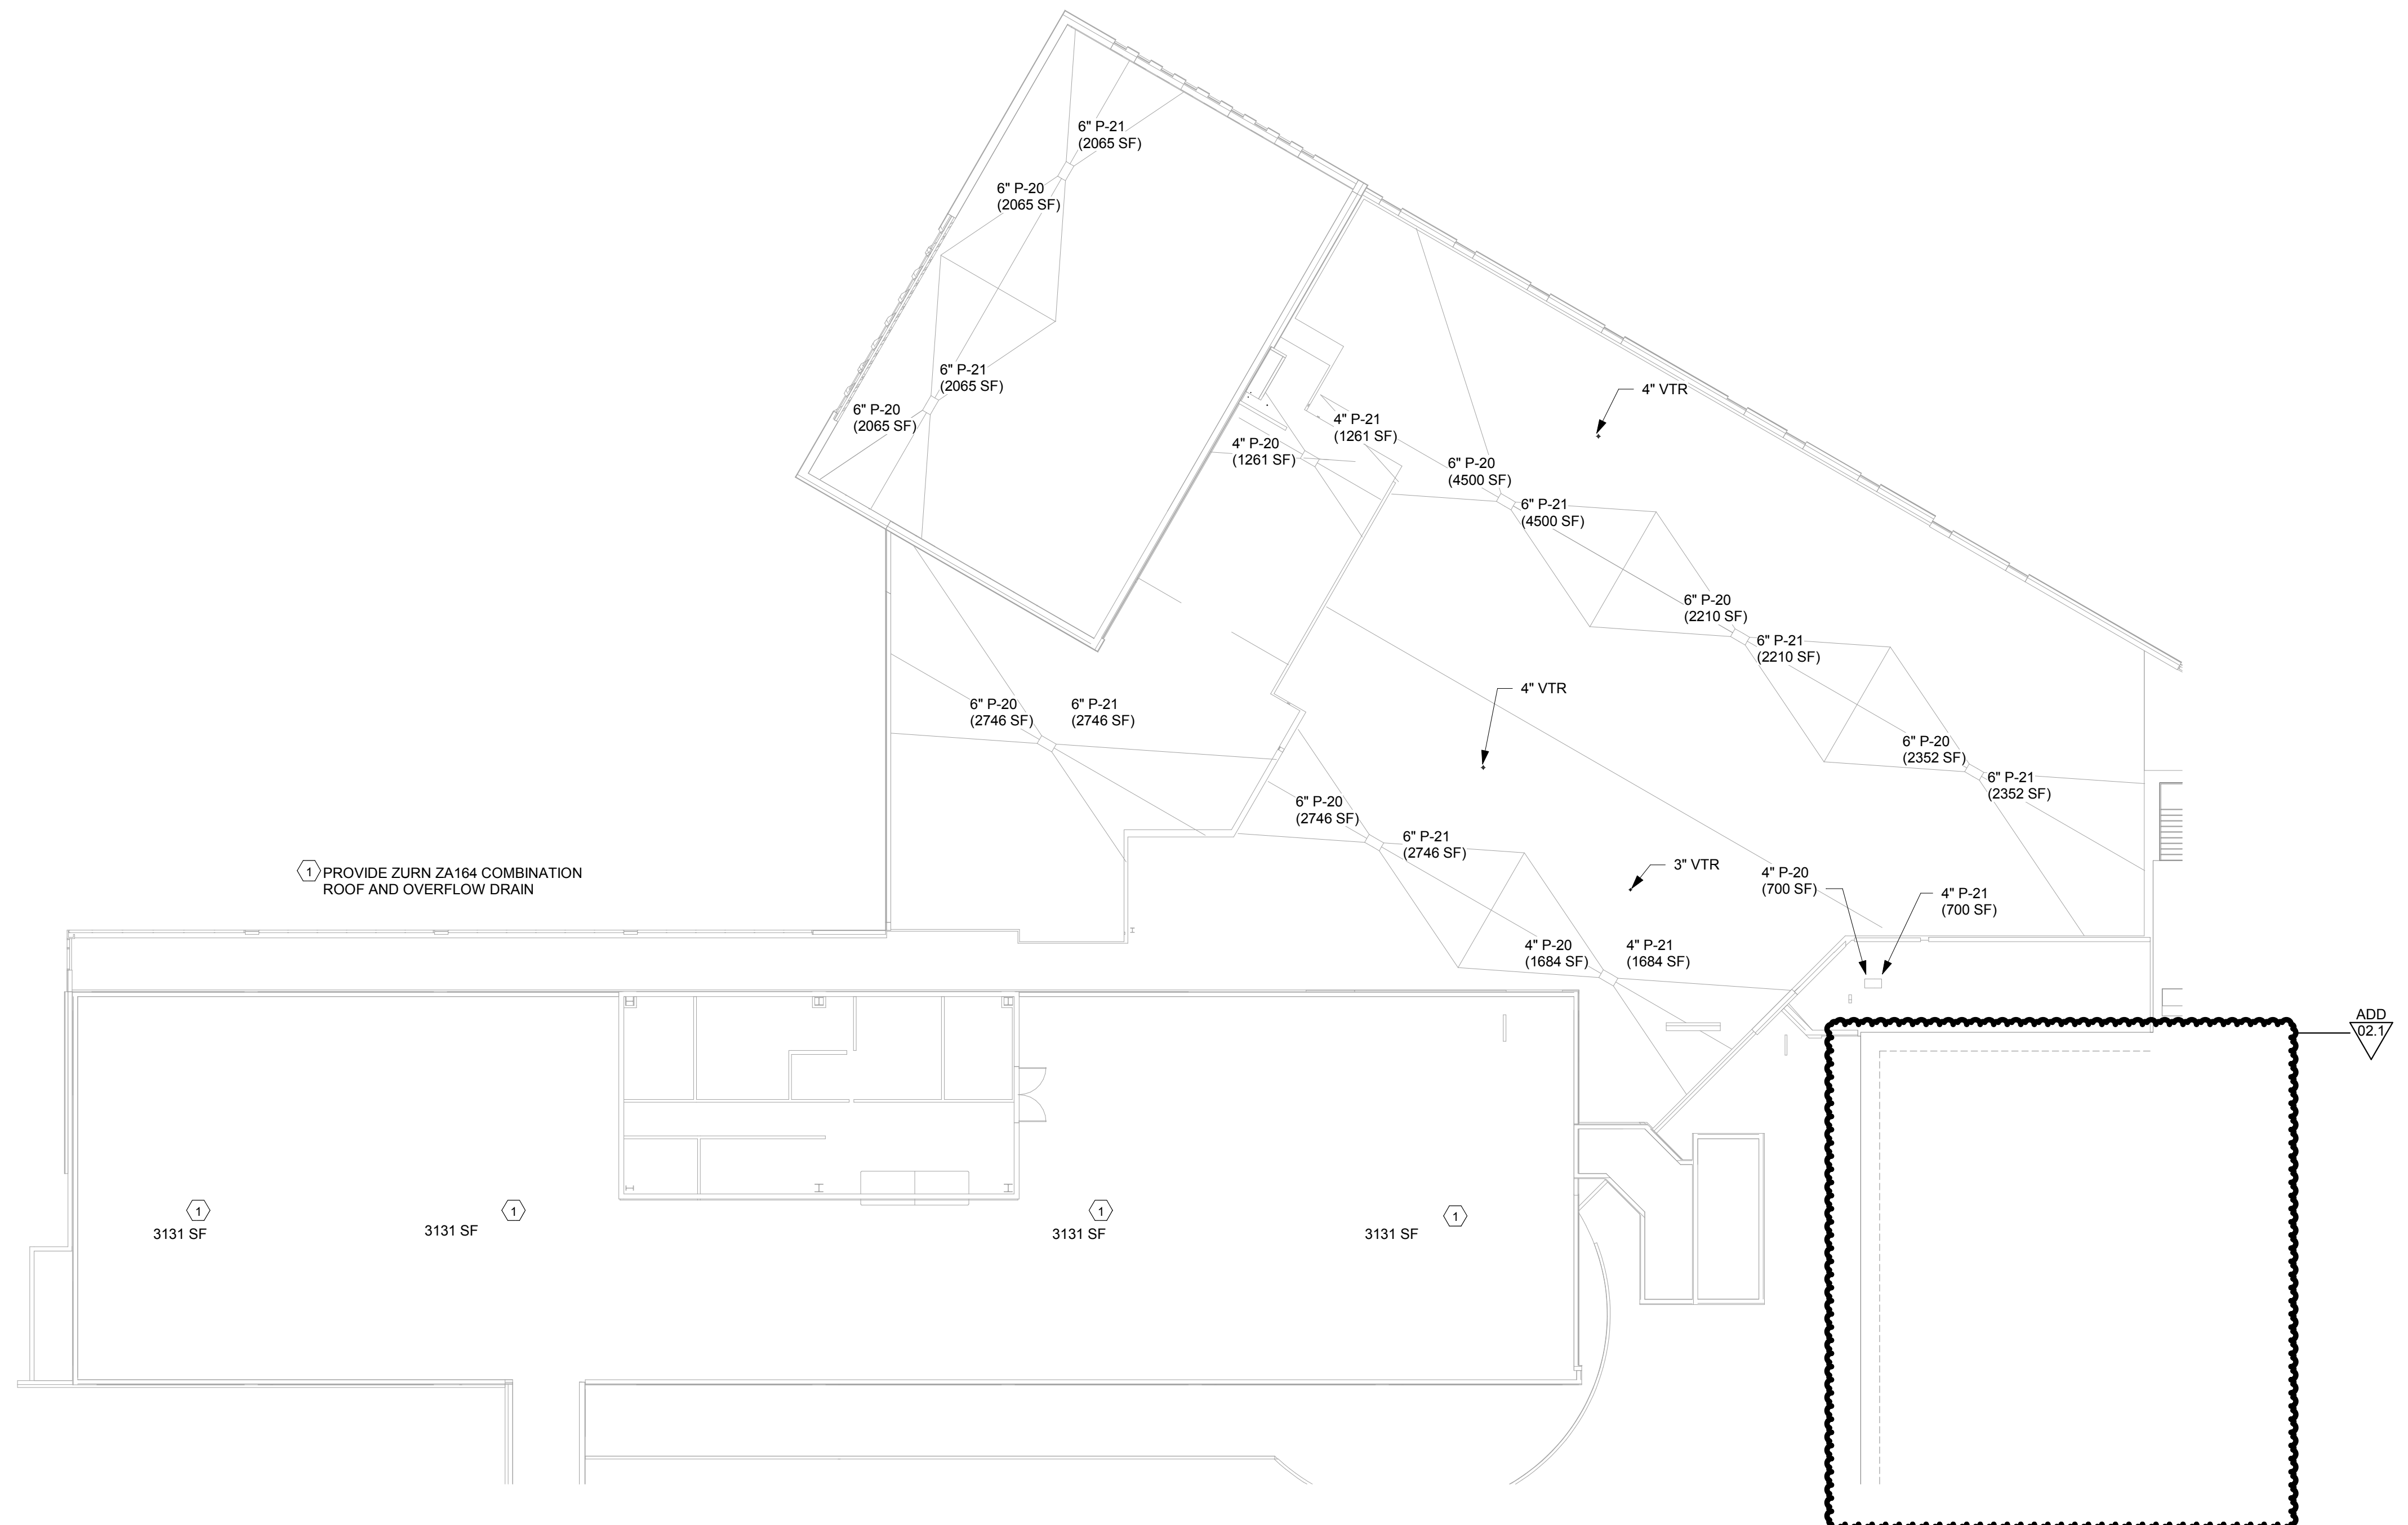 6" P-21
(2065 SF)
6" P-20
(2065 SF)
6" P-21
(2065 SF)
6" P-20
(2065 SF)
4" VTR
4" P-21
(1261 SF)
4" P-20
(1261 SF)
6" P-20
(4500 SF)
6" P-21
(4500 SF)
6" P-20
(2210 SF)
6" P-21
(2210 SF)
4" VTR
6" P-20
(2746 SF)
6" P-21
(2746 SF)
6" P-20
(2352 SF)
6" P-21
(2352 SF)
6" P-20
(2746 SF)
6" P-21
(2746 SF)
3" VTR
1 PROVIDE ZURN ZA164 COMBINATION
ROOF AND OVERFLOW DRAIN
4" P-20
(700 SF)
4" P-21
(700 SF)
4" P-20
(1684 SF)
4" P-21
(1684 SF)
ADD
02.1
1
3131 SF
1
3131 SF
1
3131 SF
1
3131 SF